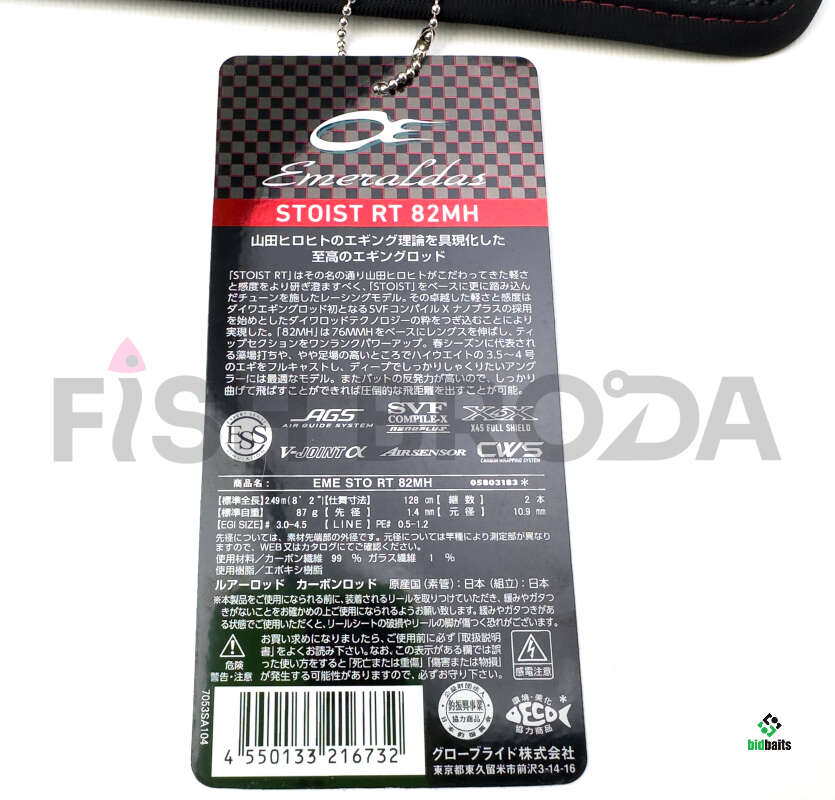 Emeraldas
STOIST RT 82MH
山田ヒロヒトのエギング理論を具現化した
至高のエギングロッド
「STOIST RT」はその名の通り山田ヒロヒトがこだわってきた軽さ
と感度をより研ぎ澄ますべく、「STOIST」をベースに更に踏み込ん
だチューンを施したレーシングモデル。その卓越した軽さと感度は
ダイワエギングロッド初となるSVFコンパイルX ナノプラスの採用
を始めとしたダイワロッドテクノロジーの粋をつぎ込むことにより
実現した。「82MH」は76MMHをベースにレングスを伸ばし、ティ
ップセクションをワンランクパワーアップ。春シーズンに代表され
る藻場打ちや、やや足場の高いところでハイウエイトの3.5~4号
のエギをフルキャストし、ディープでしっかりしゃくりたいアング
ラーには最適なモデル。またバットの反発力が高いので、しっかり
曲げて飛ばすことができれば圧倒的な飛距離を出すことが可能。
FISHERODA
ESS
AGS
AIR GUIDE SYSTEM
SVF
COMPILE-X
nanoplus
X45
X45 FULL SHIELD
V-JOINT α
AIRSENSOR
CWS
CARBON WRAPPING SYSTEM
商品名: EME STO RT 82MH 05803183*
【標準全長】2.49m(8'2")【仕舞寸法】 128 cm【継数】 2 本
【標準自重】 87 g【先径】 1.4 mm【元径】 10.9 mm
【EGI SIZE】# 3.0-4.5 【LINE】PE# 0.5-1.2
先径については、素材先端部の外径です。元径については竿種により測定部が異なり
ますので、WEB又はカタログにてご確認ください。
使用材料/カーボン繊維 99 % ガラス繊維 1 %
使用樹脂/エポキシ樹脂
ルアーロッド カーボンロッド 原産国(素管):日本(組立):日本
※本製品をご使用になられる前に、装着されるリールを取りつけていただき、緩みやガタつ
きがないことをお確かめの上ご使用になられるようお願い致します。緩みやガタつきがあ
る状態でご使用いただくと、リールシートの破損やリールの脚が傷つく恐れがございます。
危険
警告・注意
お買い求めになりましたら、ご使用前に必ず「取扱説明
書」をよくお読み下さい。なお、この表示がある欄では誤
った使い方をすると「死亡または重傷」「傷害または物損」
が発生する可能性がありますので、必ずお守り下さい。
感電注意
7053SA104
4 550133 216732
協力商品
環境・美化
ECO
協力商品
グローブライド株式会社
東京都東久留米市前沢3-14-16
bidbaits